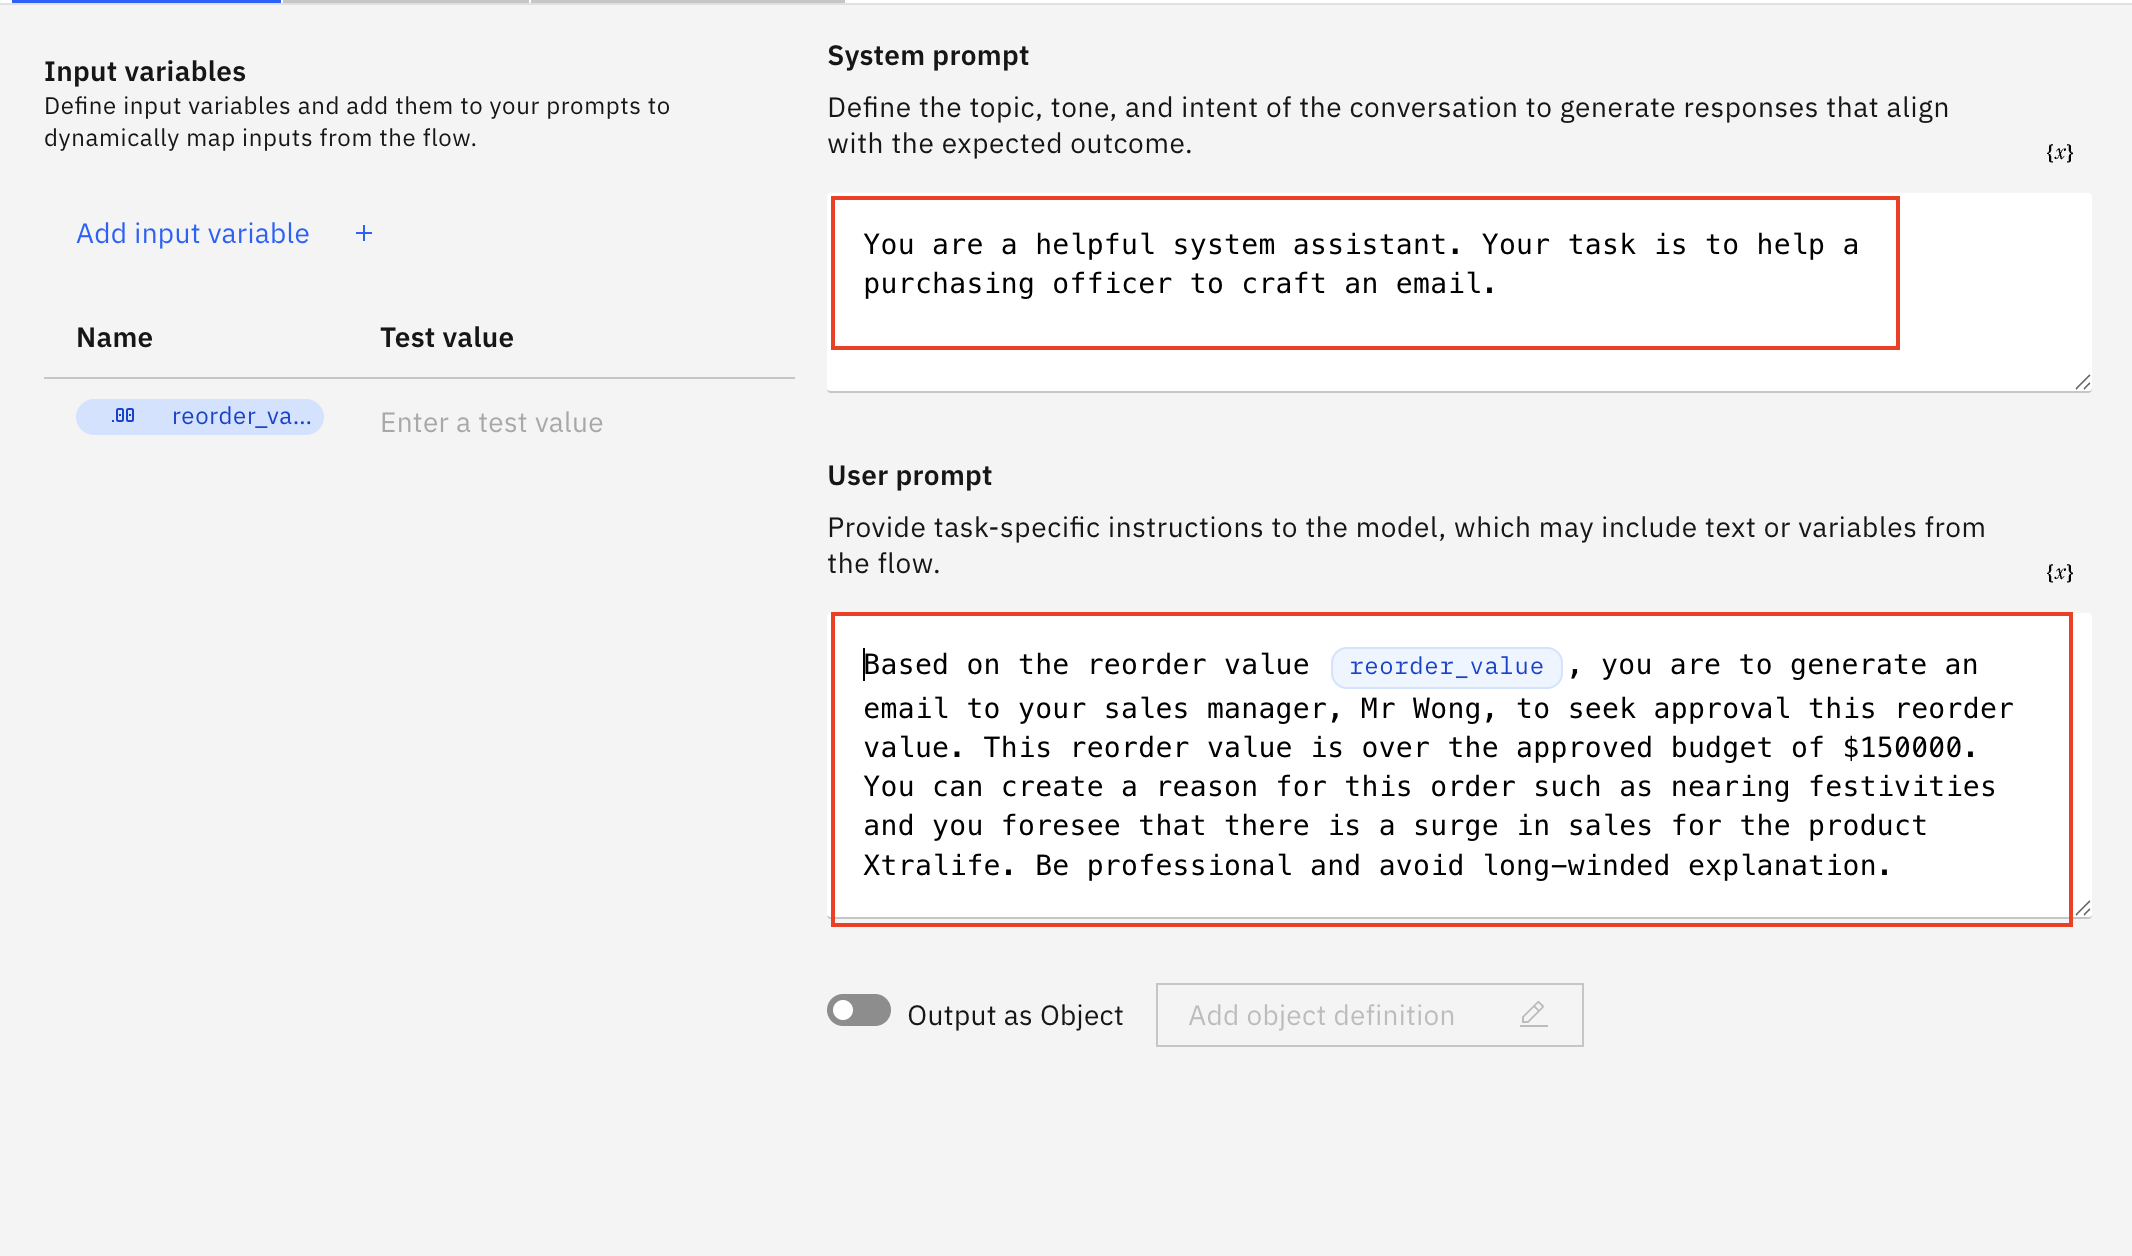 Input variables
Define input variables and add them to your prompts to
dynamically map inputs from the flow.
Add input variable +
Name Test value
.00 reorder_va... Enter a test value
System prompt
Define the topic, tone, and intent of the conversation to generate responses that align
with the expected outcome.
{x}
You are a helpful system assistant. Your task is to help a
purchasing officer to craft an email.
User prompt
Provide task-specific instructions to the model, which may include text or variables from
the flow.
{x}
Based on the reorder value reorder_value , you are to generate an
email to your sales manager, Mr Wong, to seek approval this reorder
value. This reorder value is over the approved budget of $150000.
You can create a reason for this order such as nearing festivities
and you foresee that there is a surge in sales for the product
Xtralife. Be professional and avoid long-winded explanation.
Output as Object Add object definition